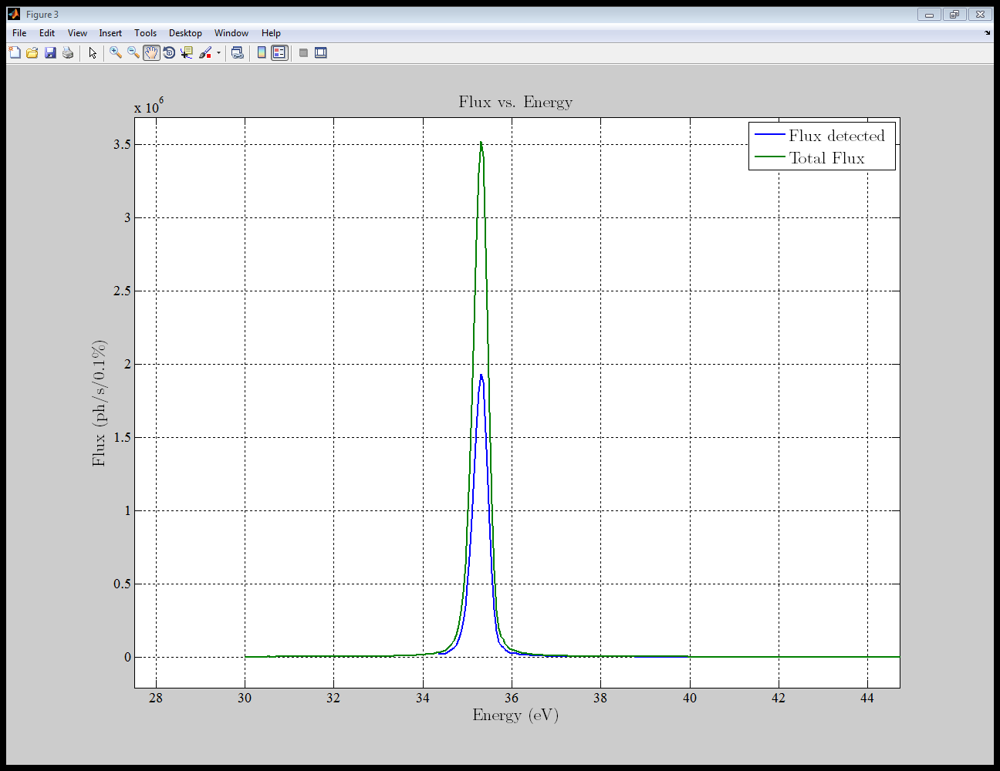 Figure 3
File Edit View Insert Tools Desktop Window Help
Flux vs. Energy
x 10^6
Flux detected
Total Flux
3.5
3
2.5
2
1.5
1
0.5
0
Flux (ph/s/0.1%)
28 30 32 34 36 38 40 42 44
Energy (eV)